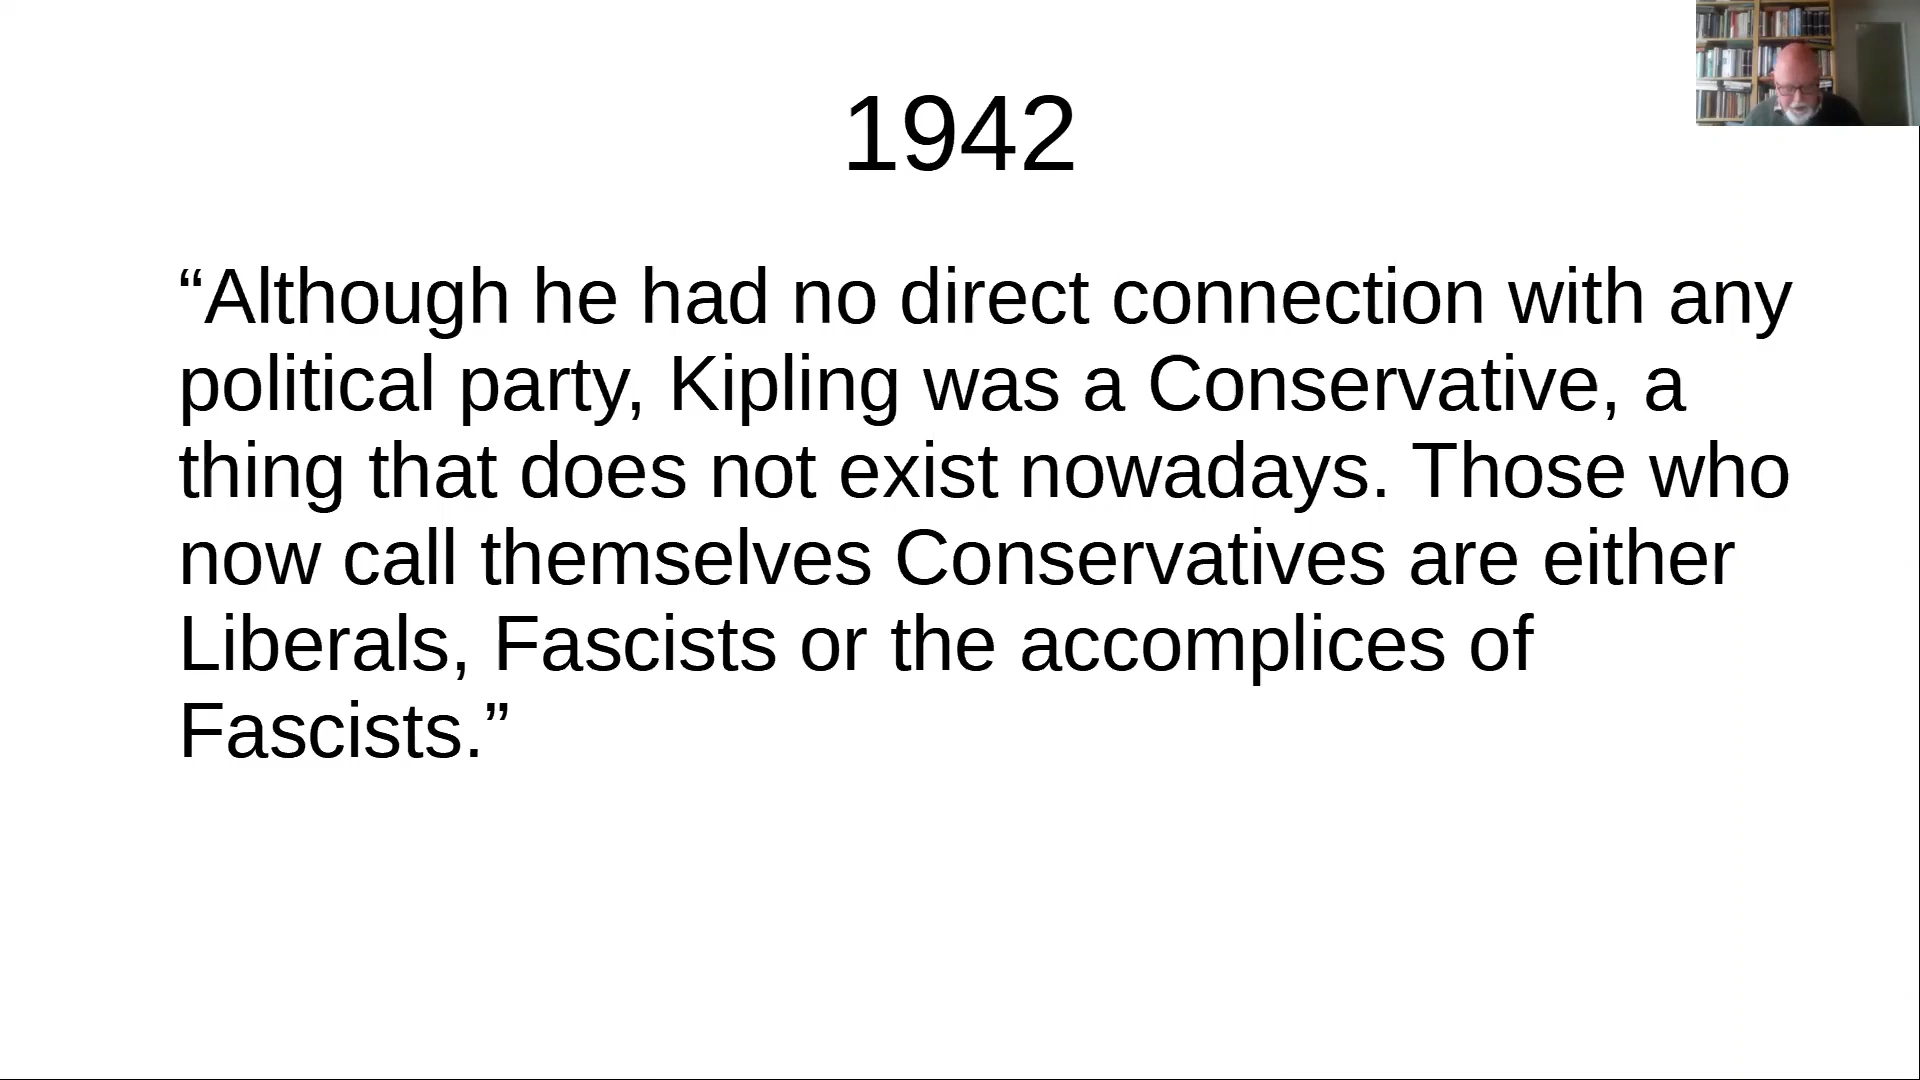 1942
“Although he had no direct connection with any
political party, Kipling was a Conservative, a
thing that does not exist nowadays. Those who
now call themselves Conservatives are either
Liberals, Fascists or the accomplices of
Fascists.”